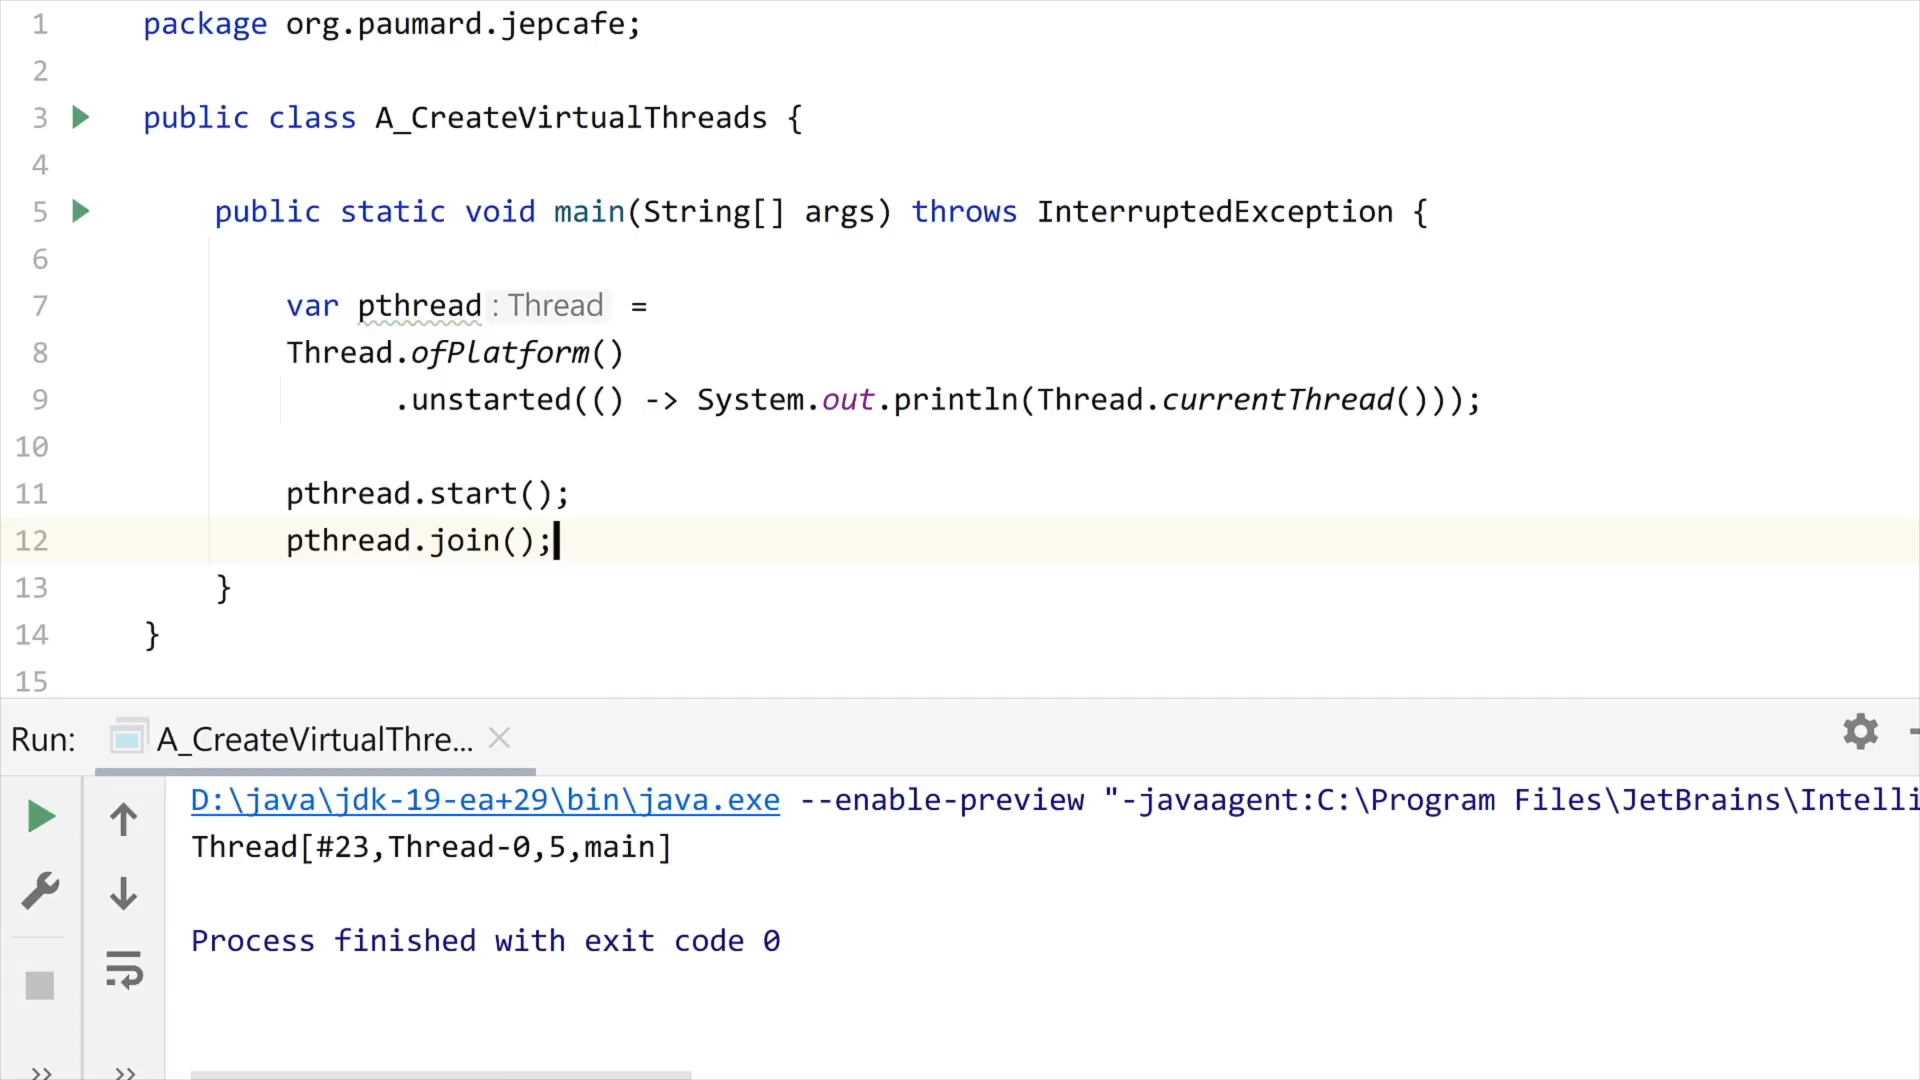 1 package org.paumard.jepcafe;
2
3 public class A_CreateVirtualThreads {
4
5 public static void main(String[] args) throws InterruptedException {
6
7 var pthread : Thread =
8 Thread.ofPlatform()
9 .unstarted(() -> System.out.println(Thread.currentThread()));
10
11 pthread.start();
12 pthread.join();
13 }
14 }
15
Run: A_CreateVirtualThre...
D:\java\jdk-19-ea+29\bin\java.exe --enable-preview "-javaagent:C:\Program Files\JetBrains\Intelli
Thread[#23,Thread-0,5,main]
Process finished with exit code 0